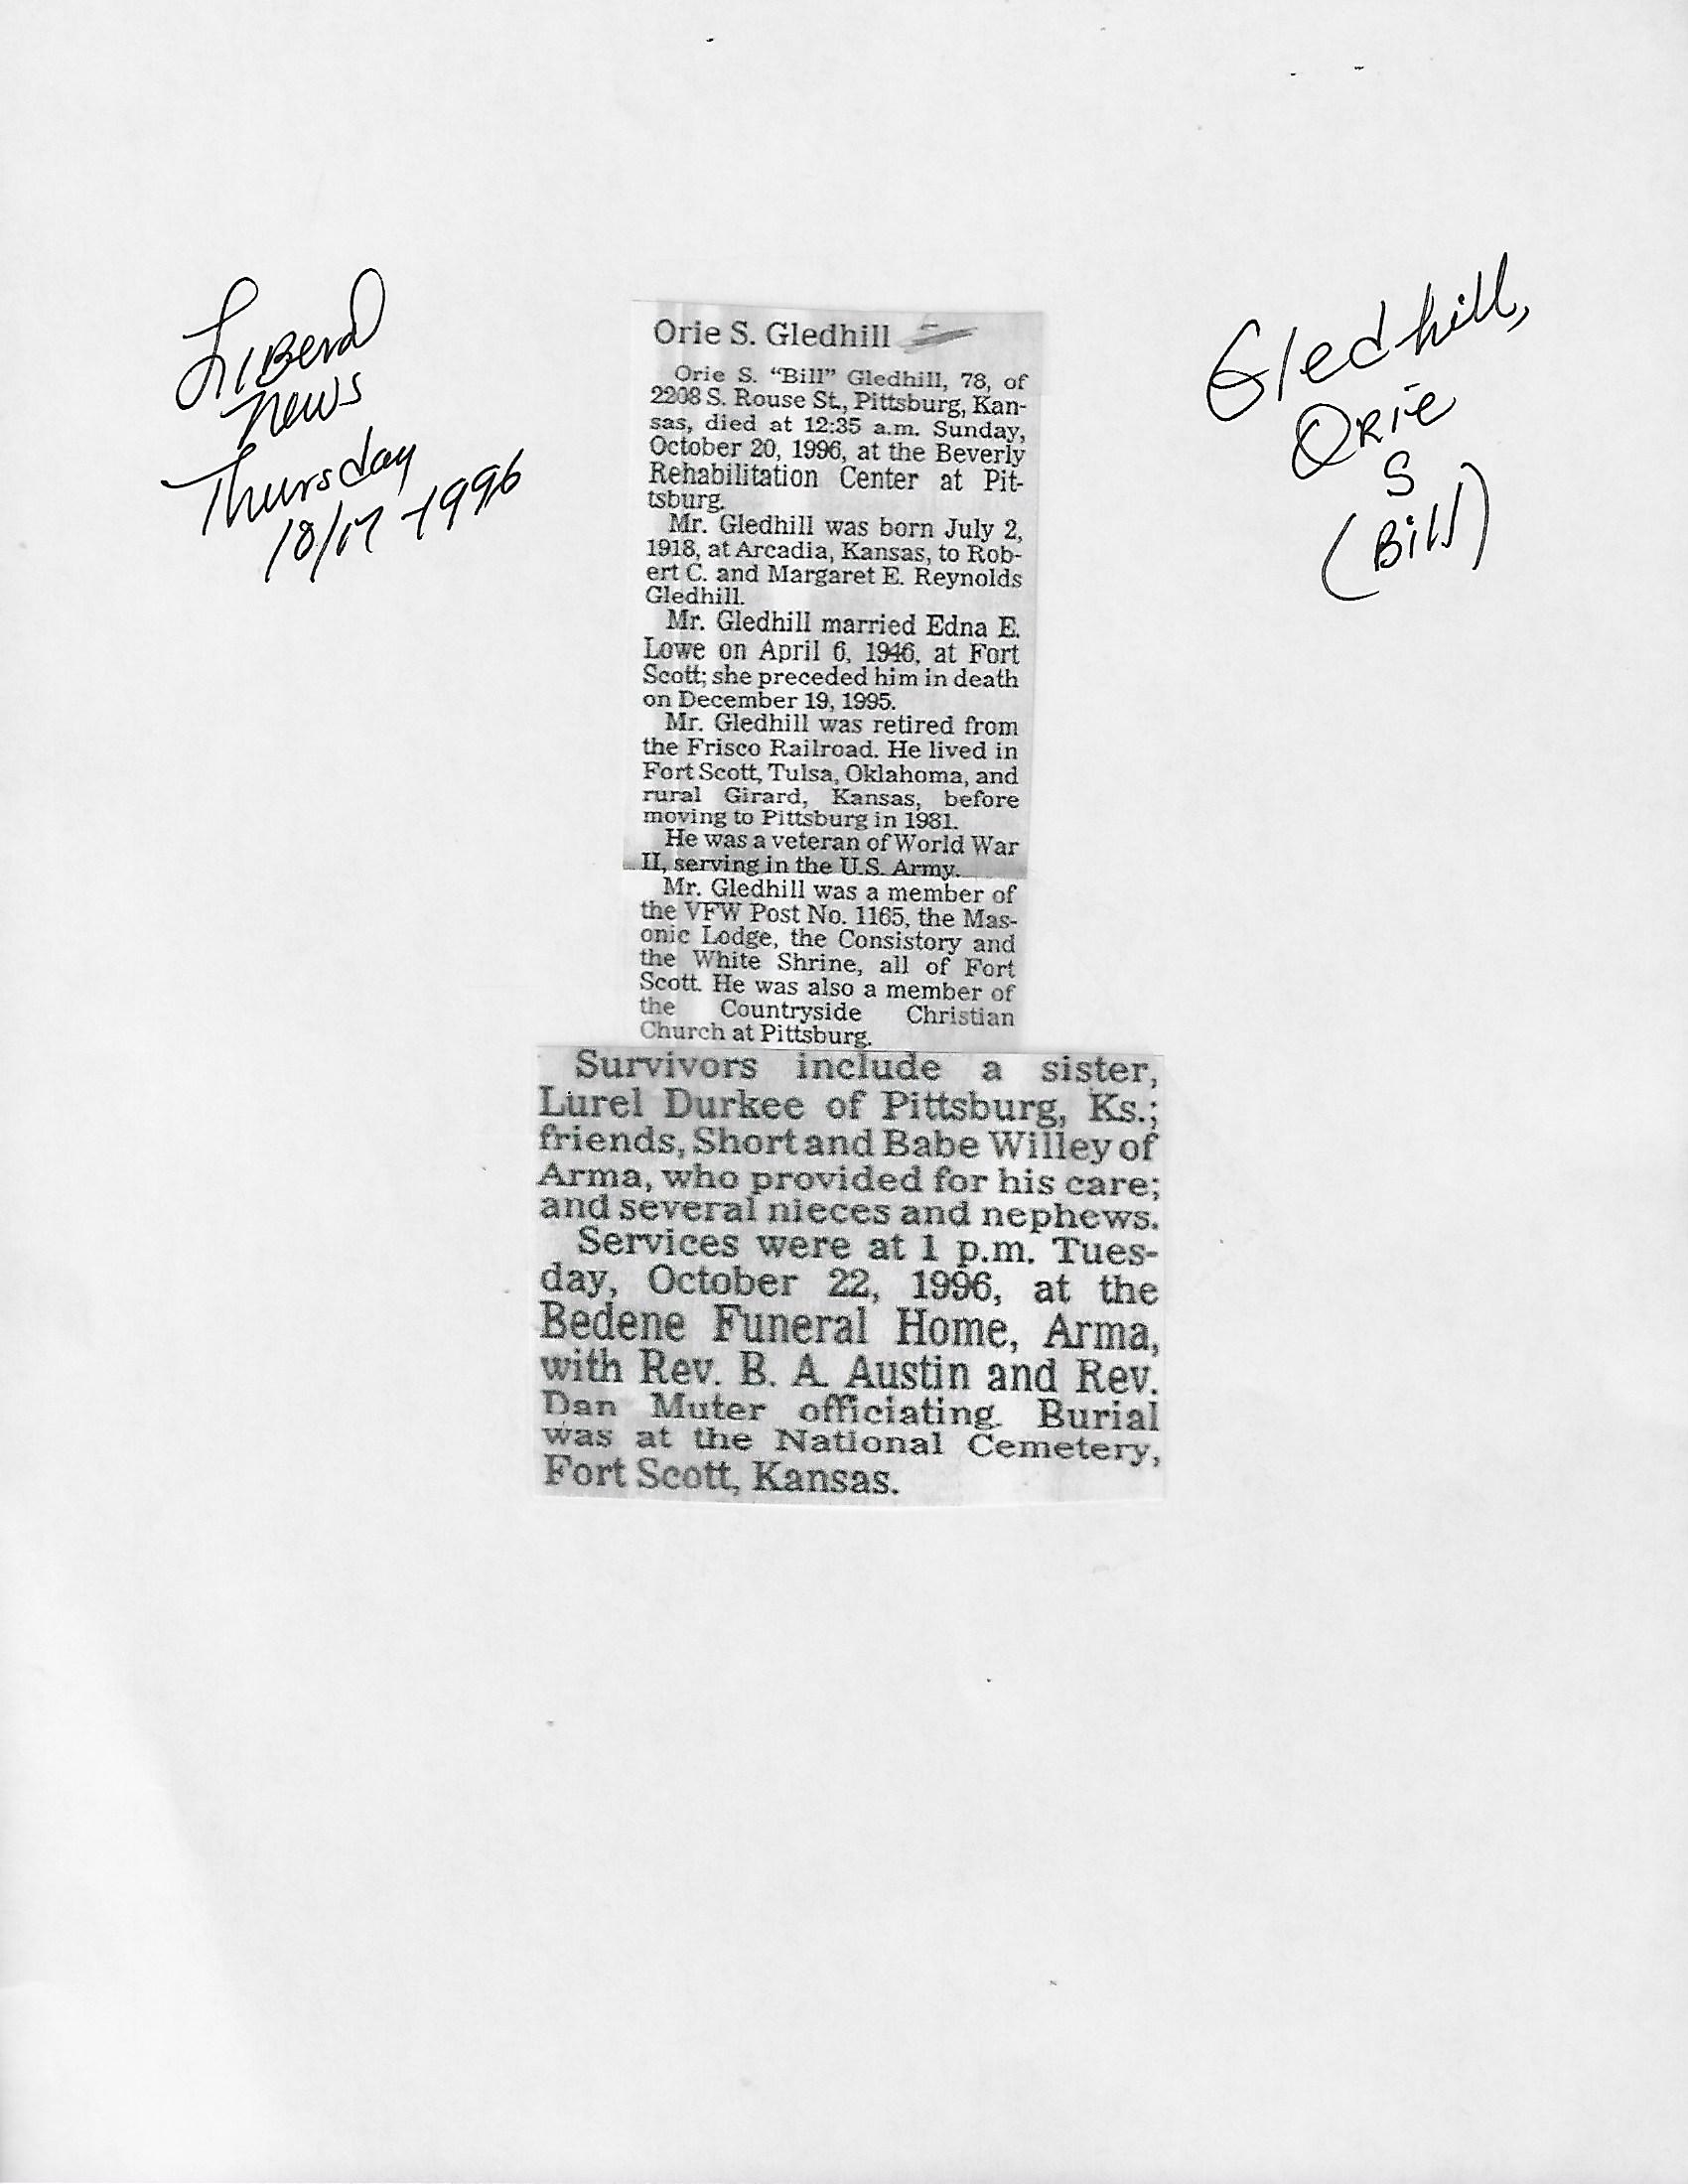 Liberal
News
Thursday
10/17-1996
Gledhill,
Orie
S
(Bill)
Orie S. Gledhill
Orie S. "Bill" Gledhill, 78, of
2208 S. Rouse St., Pittsburg, Kan-
sas, died at 12:35 a.m. Sunday,
October 20, 1996, at the Beverly
Rehabilitation Center at Pit-
tsburg.
Mr. Gledhill was born July 2,
1918, at Arcadia, Kansas, to Rob-
ert C. and Margaret E. Reynolds
Gledhill.
Mr. Gledhill married Edna E.
Lowe on April 6, 1946, at Fort
Scott; she preceded him in death
on December 19, 1995.
Mr. Gledhill was retired from
the Frisco Railroad. He lived in
Fort Scott, Tulsa, Oklahoma, and
rural Girard, Kansas, before
moving to Pittsburg in 1981.
He was a veteran of World War
II, serving in the U.S. Army.
Mr. Gledhill was a member of
the VFW Post No. 1165, the Mas-
onic Lodge, the Consistory and
the White Shrine, all of Fort
Scott. He was also a member of
the Countryside Christian
Church at Pittsburg.
Survivors include a sister,
Lurel Durkee of Pittsburg, Ks.;
friends, Short and Babe Willey of
Arma, who provided for his care;
and several nieces and nephews.
Services were at 1 p.m. Tues-
day, October 22, 1996, at the
Bedene Funeral Home, Arma,
with Rev. B. A. Austin and Rev.
Dan Muter officiating. Burial
was at the National Cemetery,
Fort Scott, Kansas.